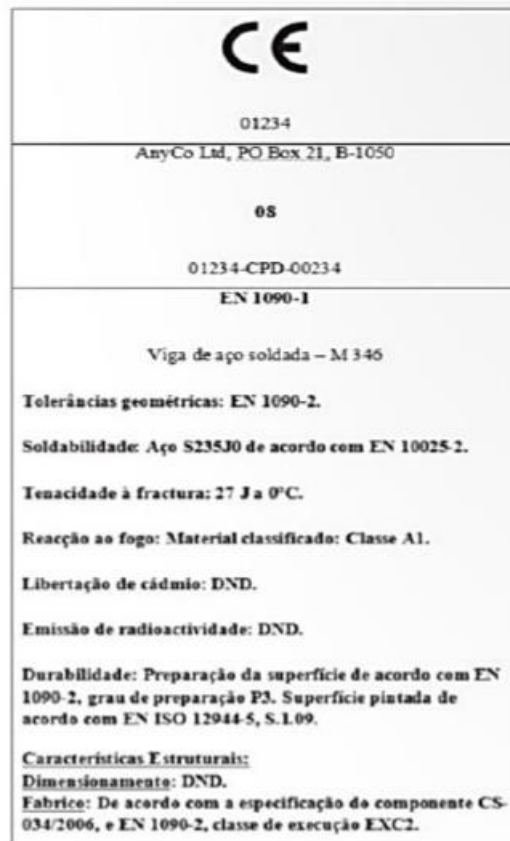 CE
01234
AnyCo Ltd, PO Box 21, B-1050
08
01234-CPD-00234
EN 1090-1
Viga de aço soldada – M 346
Tolerâncias geométricas: EN 1090-2.
Soldabilidade: Aço S235J0 de acordo com EN 10025-2.
Tenacidade à fractura: 27 J a 0°C.
Reacção ao fogo: Material classificado: Classe A1.
Libertação de cádmio: DND.
Emissão de radioactividade: DND.
Durabilidade: Preparação da superfície de acordo com EN
1090-2, grau de preparação P3. Superfície pintada de
acordo com EN ISO 12944-5, S.1.09.
Características Estruturais:
Dimensionamento: DND.
Fabrico: De acordo com a especificação do componente CS-
034/2006, e EN 1090-2, classe de execução EXC2.